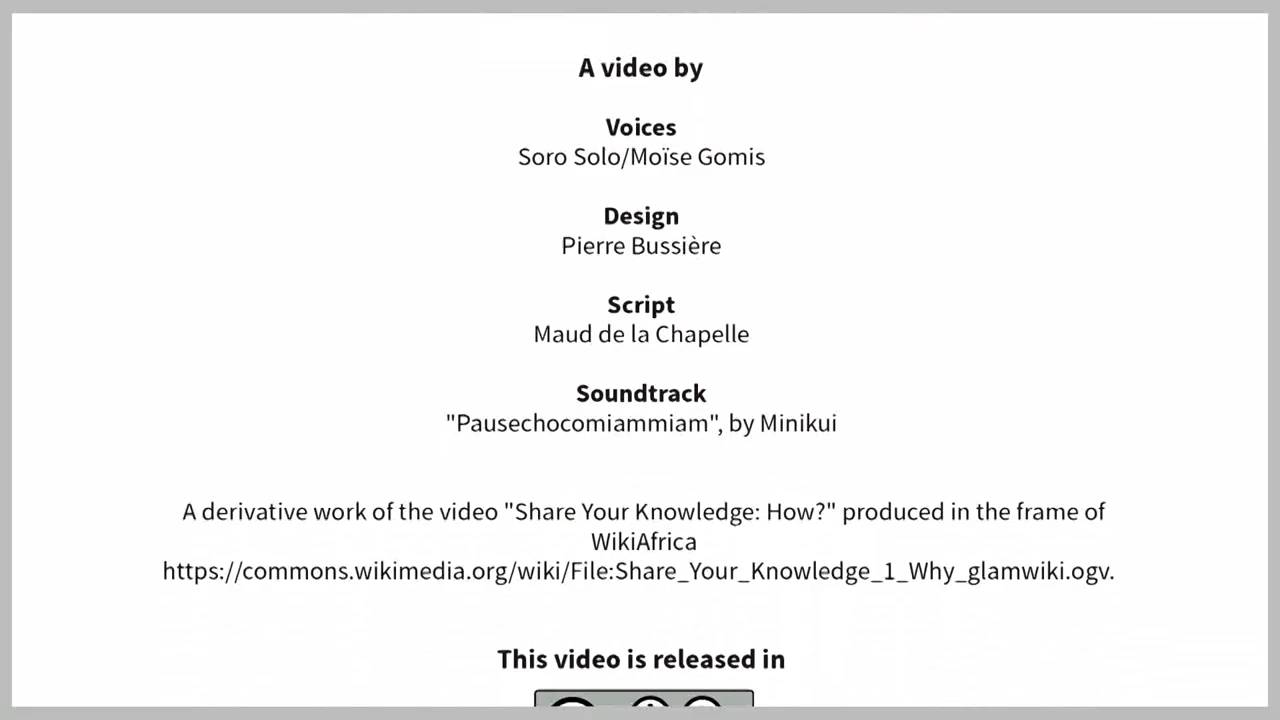 A video by
Voices
Soro Solo/Moïse Gomis
Design
Pierre Bussière
Script
Maud de la Chapelle
Soundtrack
"Pausechocomiammiam", by Minikui
A derivative work of the video "Share Your Knowledge: How?" produced in the frame of
WikiAfrica
https://commons.wikimedia.org/wiki/File:Share_Your_Knowledge_1_Why_glamwiki.ogv.
This video is released in